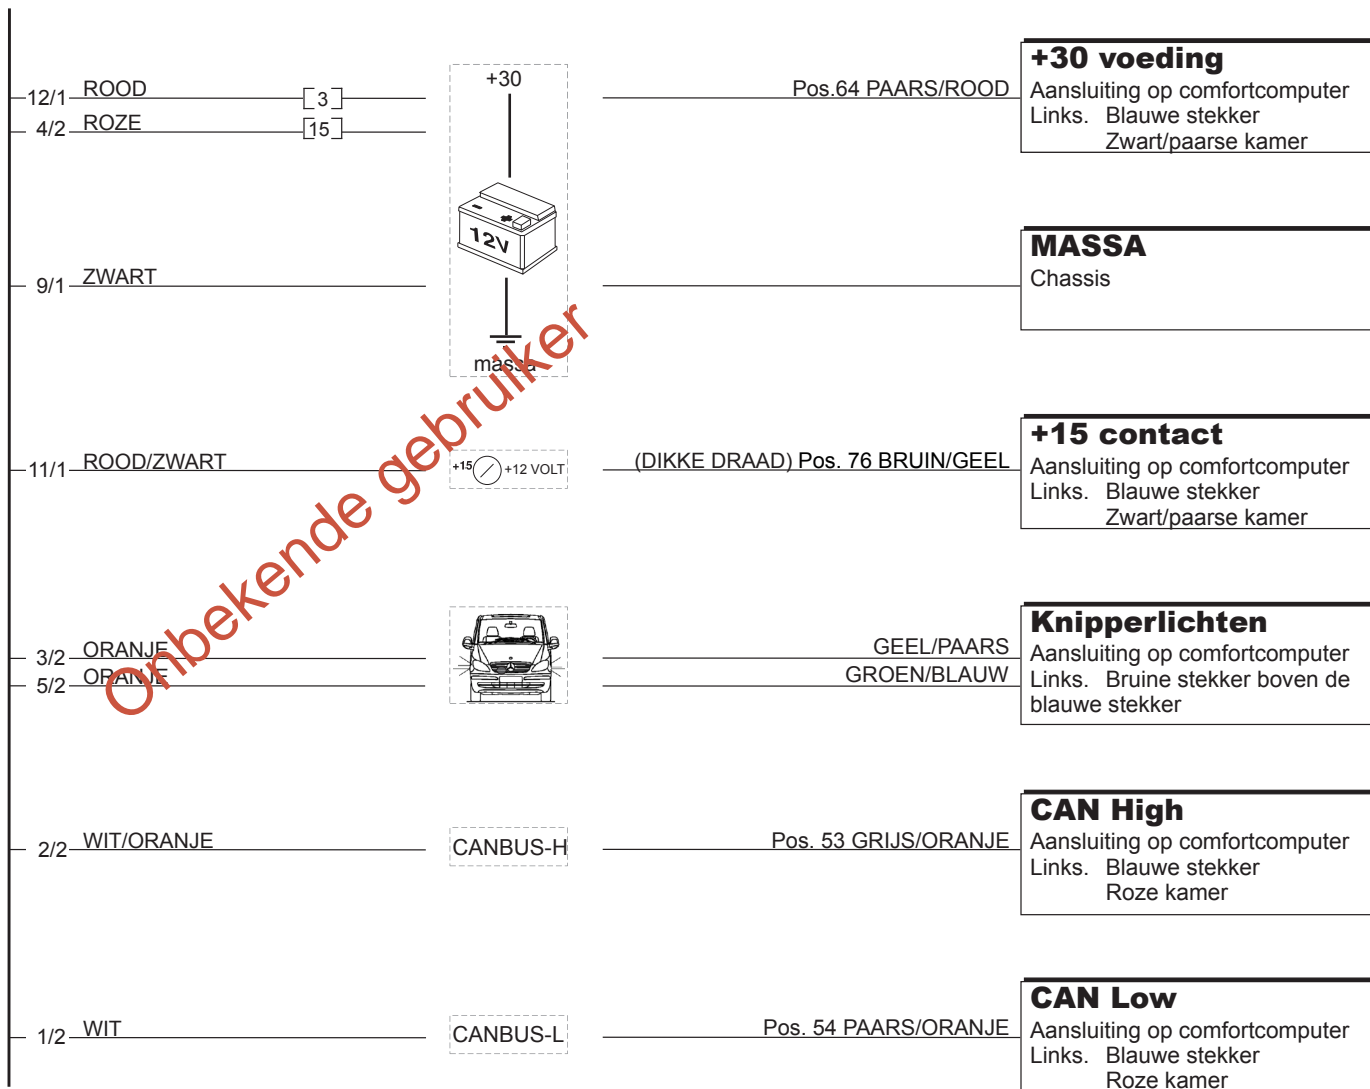 12/1 ROOD [3] +30 Pos.64 PAARS/ROOD
4/2 ROZE [15]
+30 voeding
Aansluiting op comfortcomputer
Links. Blauwe stekker
Zwart/paarse kamer
12V
9/1 ZWART
massa
MASSA
Chassis
11/1 ROOD/ZWART +15 +12 VOLT (DIKKE DRAAD) Pos. 76 BRUIN/GEEL
+15 contact
Aansluiting op comfortcomputer
Links. Blauwe stekker
Zwart/paarse kamer
3/2 ORANJE GEEL/PAARS
5/2 ORANJE GROEN/BLAUW
Knipperlichten
Aansluiting op comfortcomputer
Links. Bruine stekker boven de
blauwe stekker
2/2 WIT/ORANJE CANBUS-H Pos. 53 GRIJS/ORANJE
CAN High
Aansluiting op comfortcomputer
Links. Blauwe stekker
Roze kamer
1/2 WIT CANBUS-L Pos. 54 PAARS/ORANJE
CAN Low
Aansluiting op comfortcomputer
Links. Blauwe stekker
Roze kamer
Onbekende gebruiker